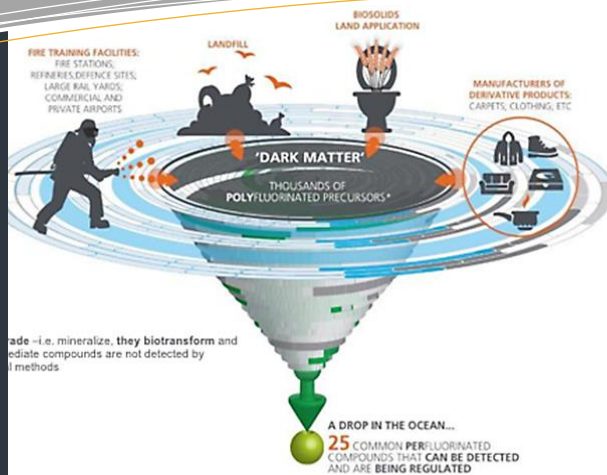 BIOSOLIDS
LAND APPLICATION
LANDFILL
FIRE TRAINING FACILITIES:
FIRE STATIONS;
REFINERIES;DEFENCE SITES;
LARGE RAIL YARDS;
COMMERCIAL AND
PRIVATE AIRPORTS
MANUFACTURERS OF
DERIVATIVE PRODUCTS:
CARPETS, CLOTHING, ETC
'DARK MATTER'
THOUSANDS OF
POLYFLUORINATED PRECURSORS*
rade –i.e. mineralize, they biotransform and
ediate compounds are not detected by
l methods
A DROP IN THE OCEAN...
25 COMMON PERFLUORINATED
COMPOUNDS THAT CAN BE DETECTED
AND ARE BEING REGULATED